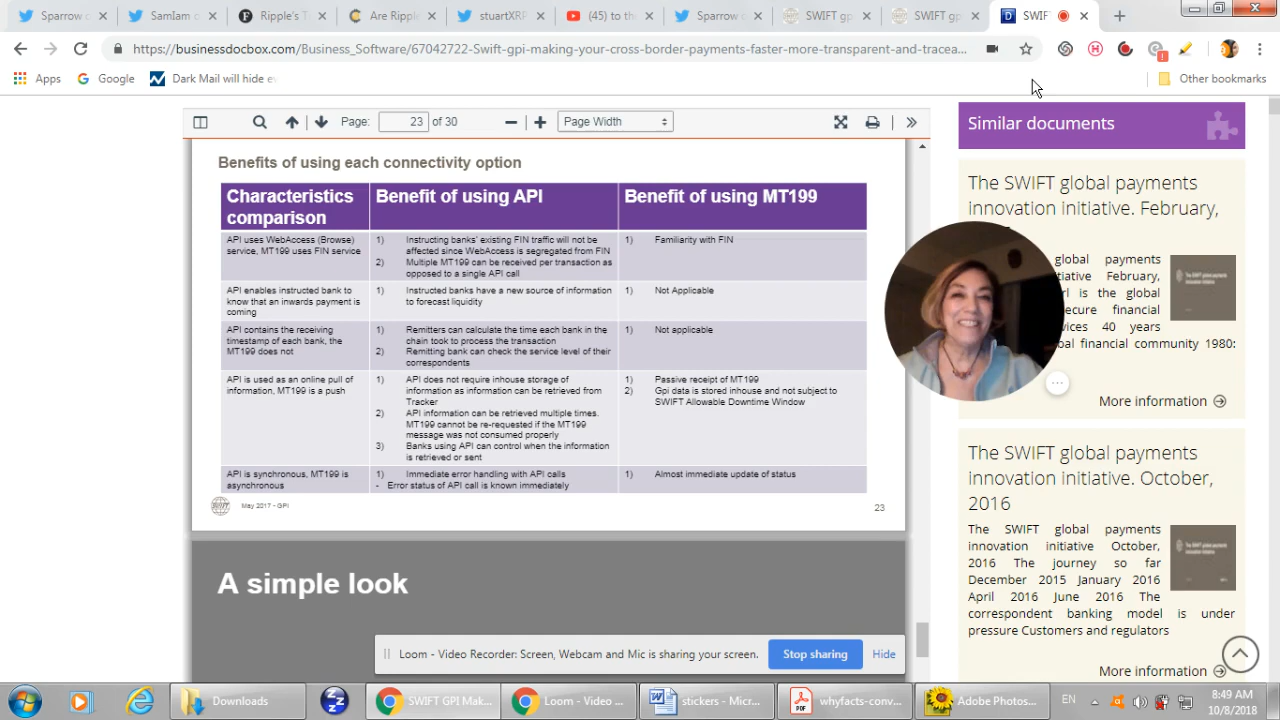 Sparrow c
SamIam o
Ripple's T
Are Ripple
stuartXRP
(45) to the
Sparrow o
SWIFT gp
SWIFT gp
SWIF
https://businessdocbox.com/Business_Software/67042722-Swift-gpi-making-your-cross-border-payments-faster-more-transparent-and-tracea...
Apps
Google
Dark Mail will hide e
Other bookmarks
Page: 23 of 30
Page Width
Benefits of using each connectivity option
Characteristics
comparison
Benefit of using API
Benefit of using MT199
API uses WebAccess (Browse)
service, MT199 uses FIN service
1) Instructing banks' existing FIN traffic will not be
affected since WebAccess is segregated from FIN
2) Multiple MT199 can be received per transaction as
opposed to a single API call
1) Familiarity with FIN
API enables instructed bank to
know that an inwards payment is
coming
1) Instructed banks have a new source of information
to forecast liquidity
1) Not Applicable
API contains the receiving
timestamp of each bank, the
MT199 does not
1) Remitters can calculate the time each bank in the
chain took to process the transaction
2) Remitting bank can check the service level of their
correspondents
1) Not applicable
API is used as an online pull of
information, MT199 is a push
1) API does not require inhouse storage of
information as information can be retrieved from
Tracker
2) API information can be retrieved multiple times.
MT199 cannot be re-requested if the MT199
message was not consumed properly
3) Banks using API can control when the information
is retrieved or sent
1) Passive receipt of MT199
2) Gpi data is stored inhouse and not subject to
SWIFT Allowable Downtime Window
API is synchronous, MT199 is
asynchronous
1) Immediate error handling with API calls
- Error status of API call is known immediately
1) Almost immediate update of status
May 2017 - GPI
23
A simple look
Similar documents
The SWIFT global payments
innovation initiative. February,
global payments
tiative February,
rl is the global
ecure financial
vices 40 years
bal financial community 1980:
More information
The SWIFT global payments
innovation initiative. October,
2016
The SWIFT global payments
innovation initiative October,
2016 The journey so far
December 2015 January 2016
April 2016 June 2016 The
correspondent banking model is under
pressure Customers and regulators
More information
Loom - Video Recorder: Screen, Webcam and Mic is sharing your screen.
Stop sharing
Hide
Downloads
SWIFT GPI Mak...
Loom - Video ...
stickers - Micr...
whyfacts-conv...
Adobe Photos...
EN
8:49 AM
10/8/2018